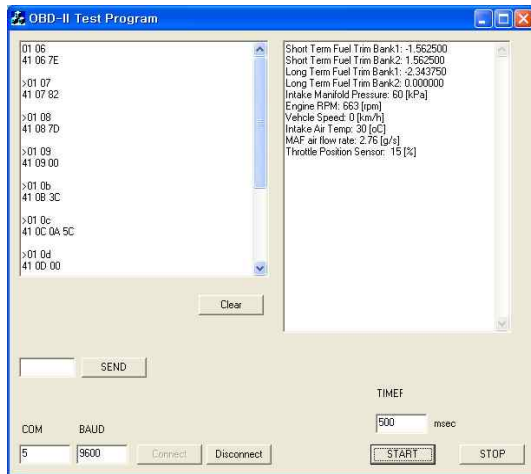 OBD-II Test Program
01 06
41 06 7E
>01 07
41 07 82
>01 08
41 08 7D
>01 09
41 09 00
>01 0b
41 0B 3C
>01 0c
41 0C 0A 5C
>01 0d
41 0D 00
Short Term Fuel Trim Bank1: -1.562500
Short Term Fuel Trim Bank2: 1.562500
Long Term Fuel Trim Bank1: -2.343750
Long Term Fuel Trim Bank2: 0.000000
Intake Manifold Pressure: 60 [kPa]
Engine RPM: 663 [rpm]
Vehicle Speed: 0 [km/h]
Intake Air Temp: 30 [oC]
MAF air flow rate: 2.76 [g/s]
Throttle Position Sensor: 15 [%]
Clear
SEND
TIMER
500 msec
COM BAUD
5 9600 Connect Disconnect START STOP